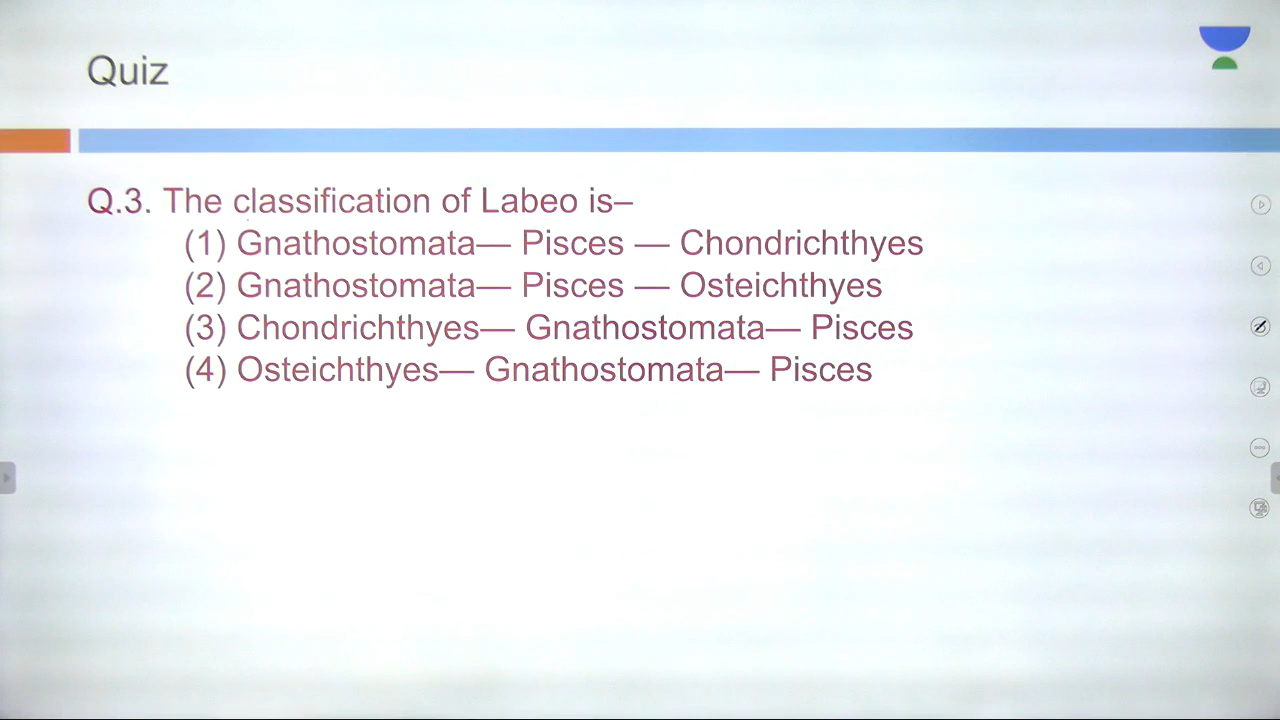 Quiz
Q.3. The classification of Labeo is–
(1) Gnathostomata— Pisces — Chondrichthyes
(2) Gnathostomata— Pisces — Osteichthyes
(3) Chondrichthyes— Gnathostomata— Pisces
(4) Osteichthyes— Gnathostomata— Pisces